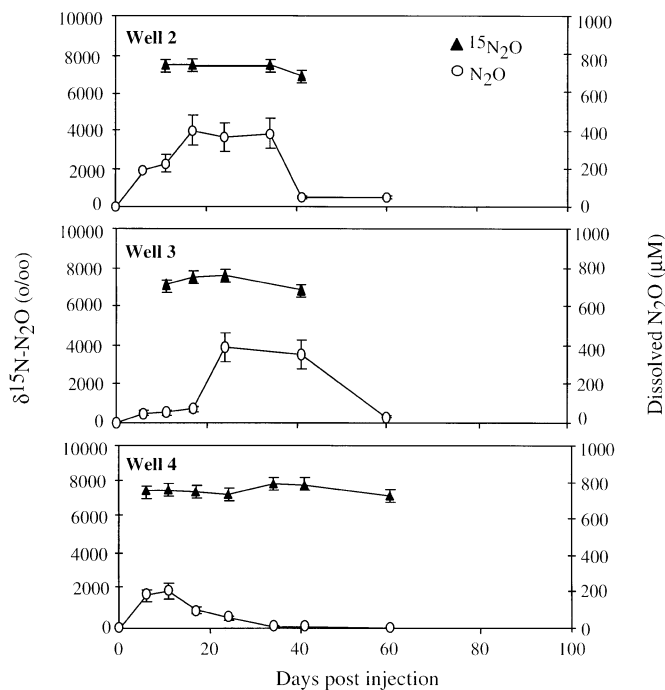 10000 1000
Well 2 ▲ ¹⁵N₂O
8000 ○ N₂O 800
6000 600
4000 400
2000 200
0 0
10000 1000
Well 3
8000 800
6000 600
4000 400
2000 200
0 0
10000 1000
Well 4
8000 800
6000 600
4000 400
2000 200
0 0
0 20 40 60 80 100
Days post injection
δ¹⁵N-N₂O (o/oo)
Dissolved N₂O (µM)